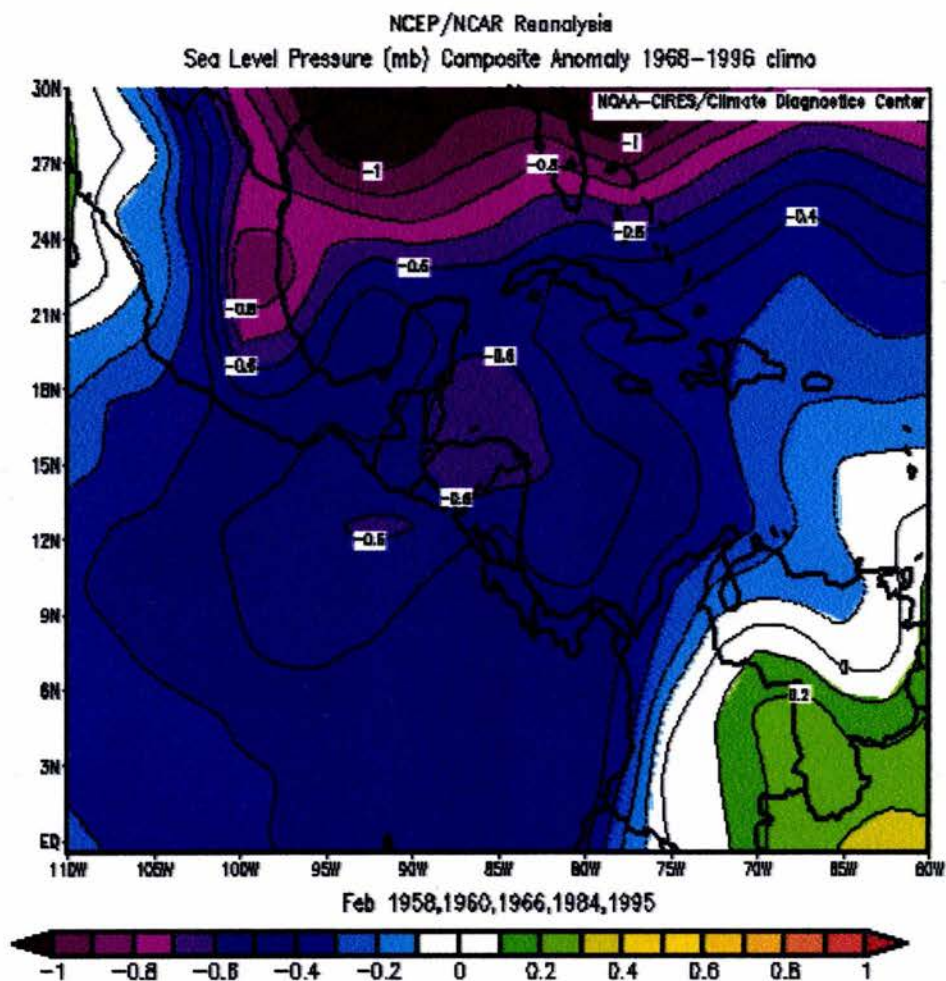 NCEP/NCAR Reanalysis
Sea Level Pressure (mb) Composite Anomaly 1968-1996 climo
NOAA-CIRES/Climate Diagnostics Center
30N
27N
24N
21N
18N
15N
12N
9N
6N
3N
EQ
-1
-0.8
-1
-0.4
-0.6
-0.6
-0.8
-0.6
-0.6
-0.6
-0.6
0
0.2
110W 105W 100W 95W 90W 85W 80W 75W 70W 65W 60W
Feb 1958,1960,1966,1984,1995
-1 -0.8 -0.6 -0.4 -0.2 0 0.2 0.4 0.6 0.8 1